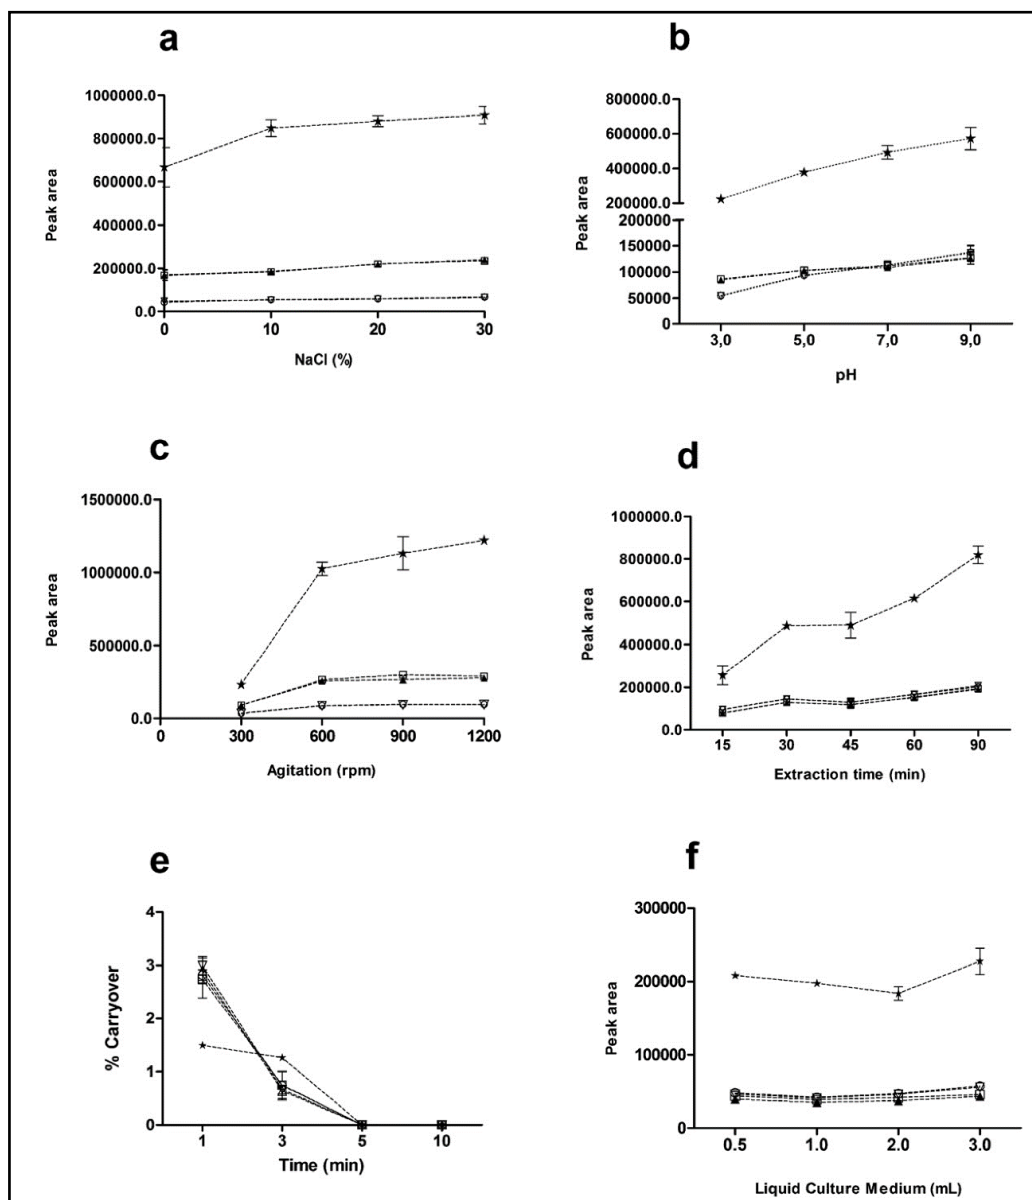 a
1000000.0
800000.0
600000.0
400000.0
200000.0
0.0
Peak area
0 10 20 30
NaCl (%)
b
800000.0
600000.0
400000.0
200000.0
200000
150000
100000
50000
0
Peak area
3,0 5,0 7,0 9,0
pH
c
1500000.0
1000000.0
500000.0
0.0
Peak area
0 300 600 900 1200
Agitation (rpm)
d
1000000.0
800000.0
600000.0
400000.0
200000.0
0.0
Peak area
15 30 45 60 90
Extraction time (min)
e
4
3
2
1
0
% Carryover
1 3 5 10
Time (min)
f
300000
200000
100000
0
Peak area
0.5 1.0 2.0 3.0
Liquid Culture Medium (mL)